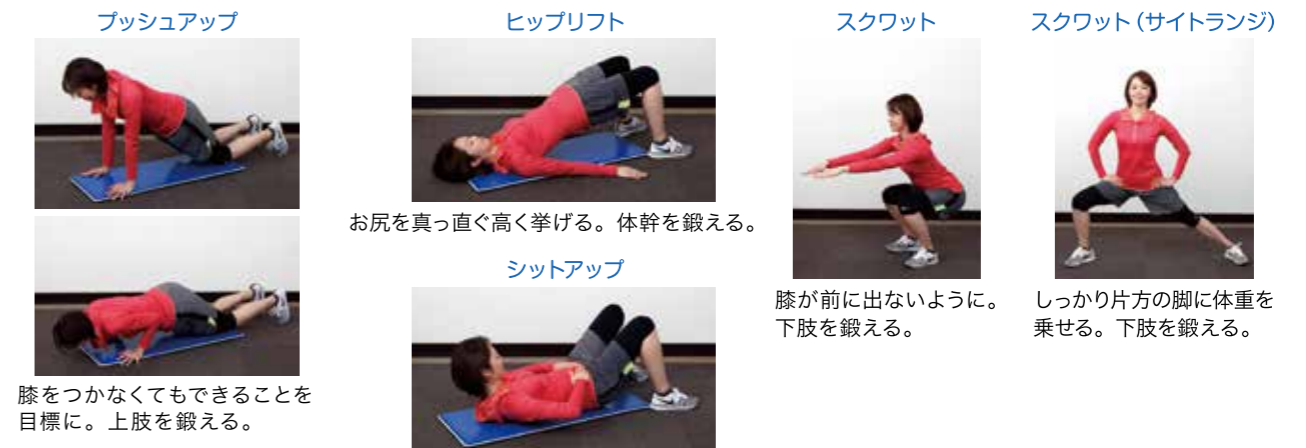 プッシュアップ
膝をつかなくてもできることを
目標に。上肢を鍛える。
ヒップリフト
お尻を真っ直ぐ高く挙げる。体幹を鍛える。
シットアップ
スクワット
膝が前に出ないように。
下肢を鍛える。
スクワット（サイトランジ）
しっかり片方の脚に体重を
乗せる。下肢を鍛える。